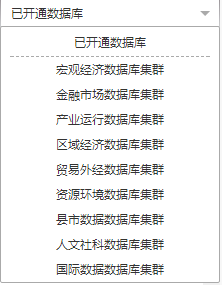 已开通数据库
已开通数据库
宏观经济数据库集群
金融市场数据库集群
产业运行数据库集群
区域经济数据库集群
贸易外经数据库集群
资源环境数据库集群
县市数据数据库集群
人文社科数据库集群
国际数据数据库集群